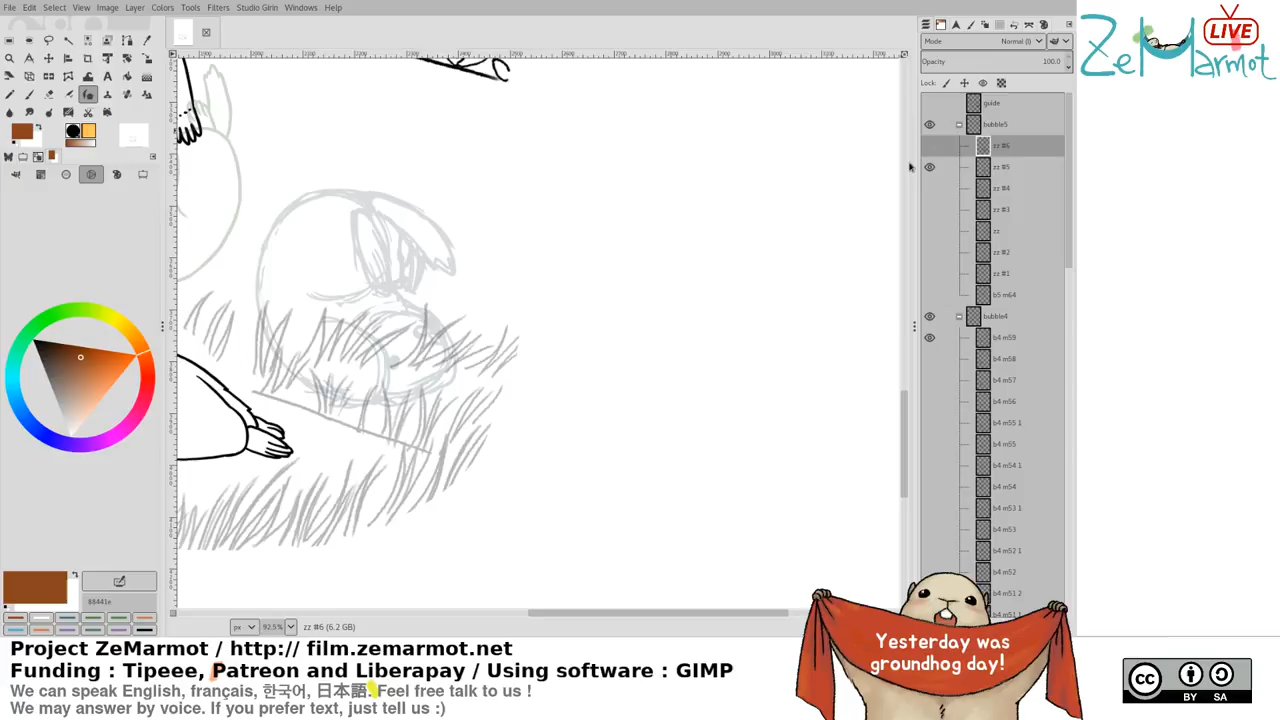 File Edit Select View Image Layer Colors Tools Filters Studio Girin Windows Help
ZeMarmot
LIVE
Mode Normal (l)
Opacity 100.0
Lock:
guide
bubble5
zz #6
zz #5
zz #4
zz #3
zz
zz #2
zz #1
b5 m64
bubble4
b4 m59
b4 m58
b4 m57
b4 m56
b4 m55 1
b4 m55
b4 m54 1
b4 m54
b4 m53 1
b4 m53
b4 m52 1
b4 m52
b4 m51 2
b4 m51 1
88441e
px 92.5% zz #6 (6.2 GB)
Project ZeMarmot / http:// film.zemarmot.net
Funding : Tipeee, Patreon and Liberapay / Using software : GIMP
We can speak English, français, 한국어, 日本語. Feel free talk to us !
We may answer by voice. If you prefer text, just tell us :)
Yesterday was
groundhog day!
CC BY SA